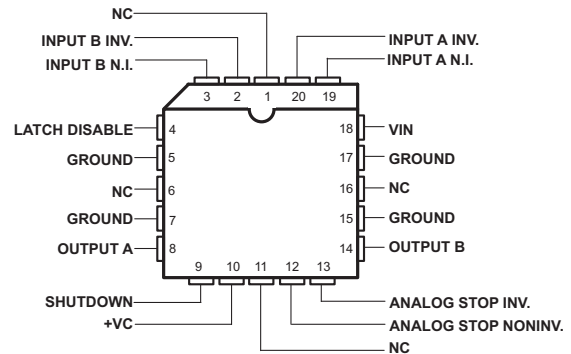 NC
INPUT B INV.
INPUT A INV.
INPUT B N.I.
INPUT A N.I.
3 2 1 20 19
LATCH DISABLE 4 18 VIN
GROUND 5 17 GROUND
NC 6 16 NC
GROUND 7 15 GROUND
OUTPUT A 8 14 OUTPUT B
9 10 11 12 13
SHUTDOWN
ANALOG STOP INV.
+VC
ANALOG STOP NONINV.
NC